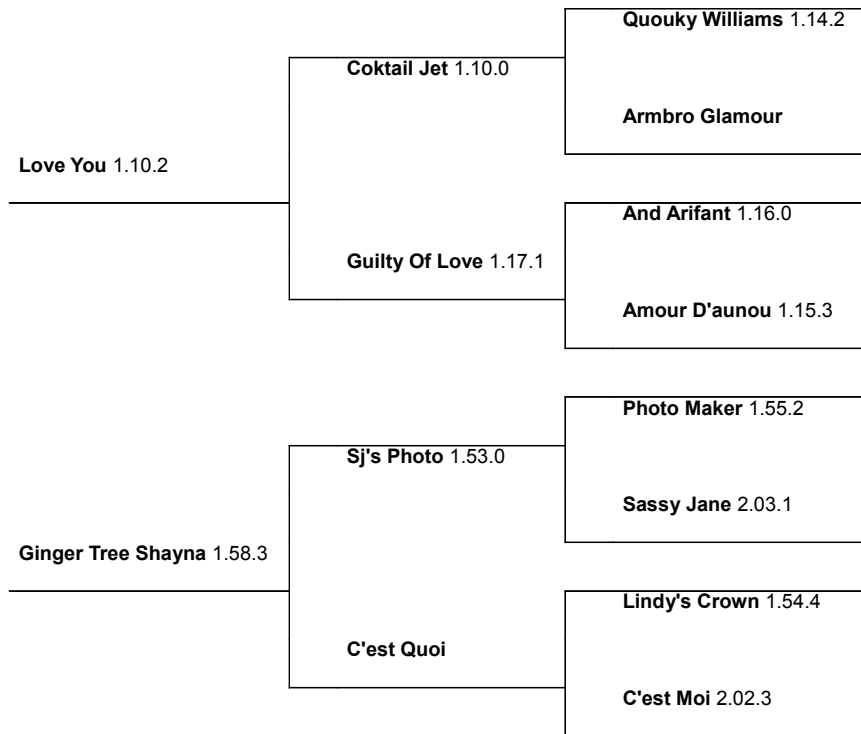 Quouky Williams 1.14.2
Coktail Jet 1.10.0
Armbro Glamour
Love You 1.10.2
And Arifant 1.16.0
Guilty Of Love 1.17.1
Amour D'aunou 1.15.3
Photo Maker 1.55.2
Sj's Photo 1.53.0
Sassy Jane 2.03.1
Ginger Tree Shayna 1.58.3
Lindy's Crown 1.54.4
C'est Quoi
C'est Moi 2.02.3